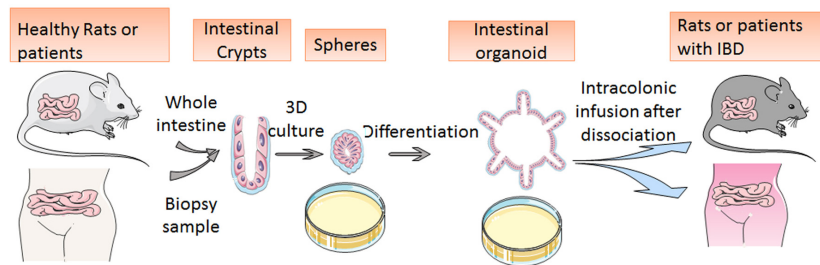 Healthy Rats or
patients
Intestinal
Crypts
Spheres
Intestinal
organoid
Rats or patients
with IBD
Whole
intestine
Biopsy
sample
3D
culture
Differentiation
Intracolonic
infusion after
dissociation